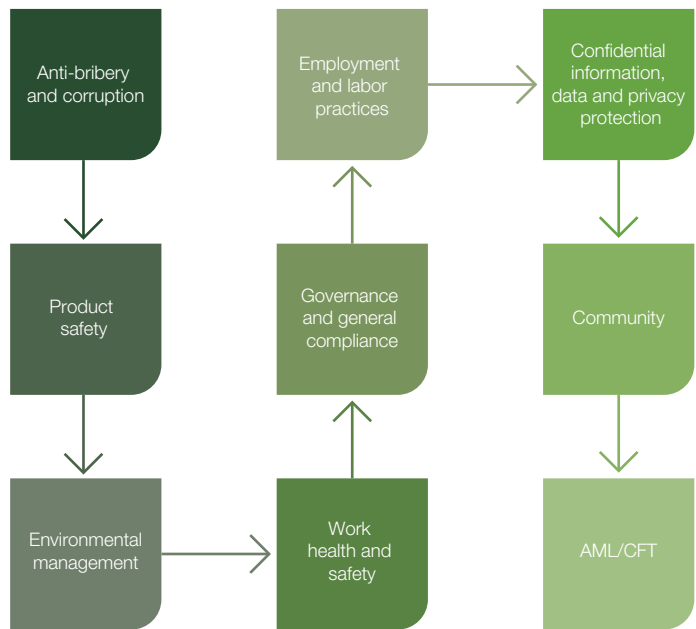 Anti-bribery
and corruption
Product
safety
Environmental
management
Work
health and
safety
Governance
and general
compliance
Employment
and labor
practices
Confidential
information,
data and privacy
protection
Community
AML/CFT